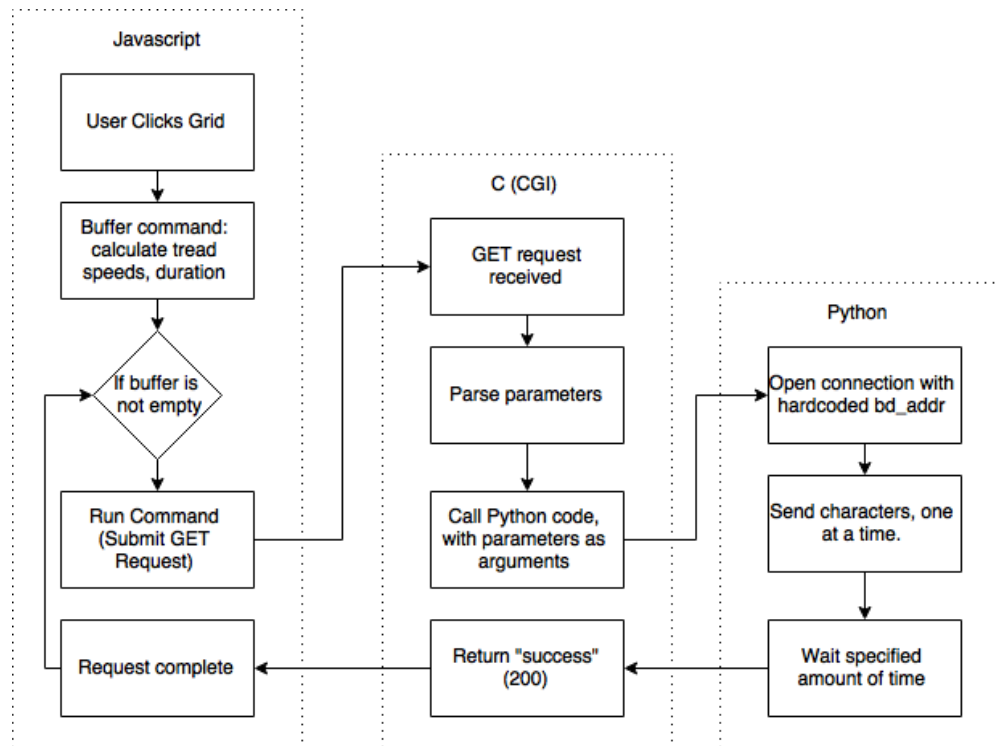 Javascript
User Clicks Grid
Buffer command:
calculate tread
speeds, duration
If buffer is
not empty
Run Command
(Submit GET
Request)
Request complete
C (CGI)
GET request
received
Parse parameters
Call Python code,
with parameters as
arguments
Return "success"
(200)
Python
Open connection with
hardcoded bd_addr
Send characters, one
at a time.
Wait specified
amount of time